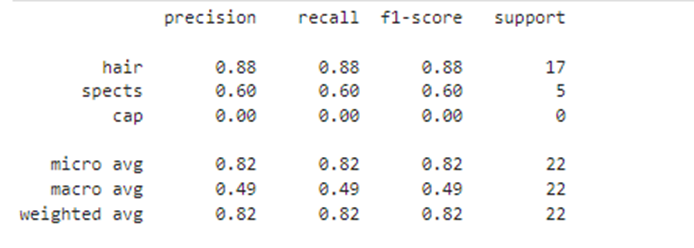 precision recall f1-score support
hair 0.88 0.88 0.88 17
spects 0.60 0.60 0.60 5
cap 0.00 0.00 0.00 0
micro avg 0.82 0.82 0.82 22
macro avg 0.49 0.49 0.49 22
weighted avg 0.82 0.82 0.82 22